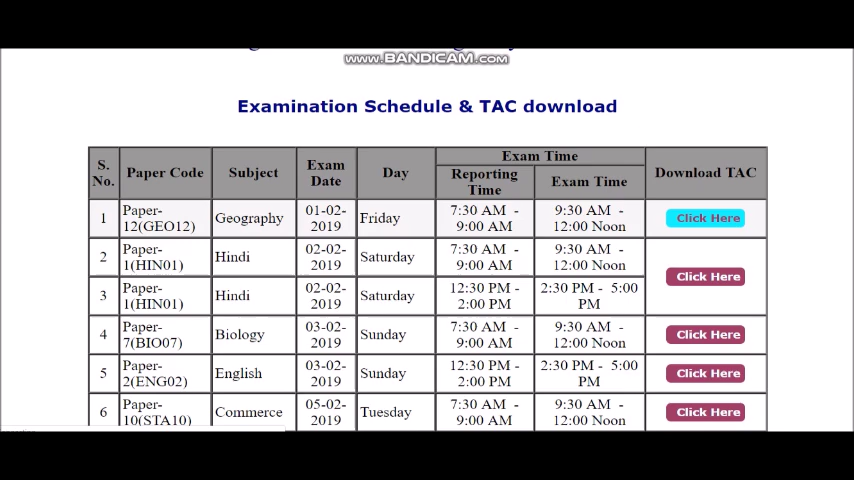 www.BANDICAM.com
Examination Schedule & TAC download
S. No. Paper Code Subject Exam Date Day Exam Time Download TAC
Reporting Time Exam Time
1 Paper-12(GEO12) Geography 01-02-2019 Friday 7:30 AM - 9:00 AM 9:30 AM - 12:00 Noon Click Here
2 Paper-1(HIN01) Hindi 02-02-2019 Saturday 7:30 AM - 9:00 AM 9:30 AM - 12:00 Noon Click Here
3 Paper-1(HIN01) Hindi 02-02-2019 Saturday 12:30 PM - 2:00 PM 2:30 PM - 5:00 PM
4 Paper-7(BIO07) Biology 03-02-2019 Sunday 7:30 AM - 9:00 AM 9:30 AM - 12:00 Noon Click Here
5 Paper-2(ENG02) English 03-02-2019 Sunday 12:30 PM - 2:00 PM 2:30 PM - 5:00 PM Click Here
6 Paper-10(STA10) Commerce 05-02-2019 Tuesday 7:30 AM - 9:00 AM 9:30 AM - 12:00 Noon Click Here